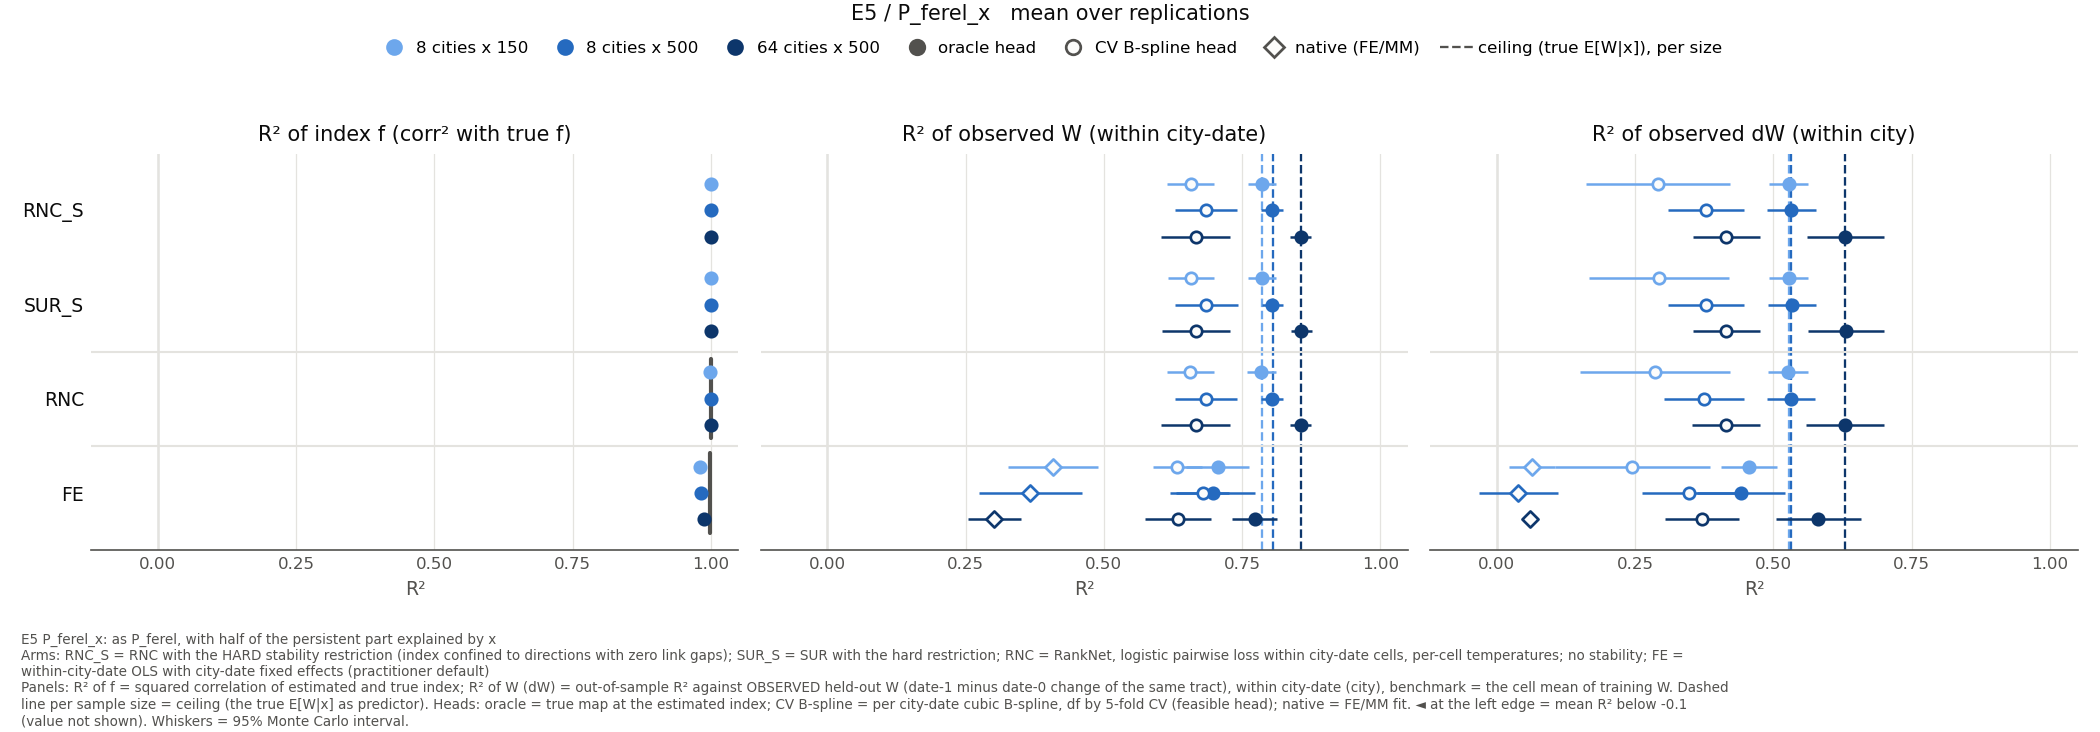 E5 / P_ferel_x   mean over replications
8 cities x 150
8 cities x 500
64 cities x 500
oracle head
CV B-spline head
native (FE/MM)
ceiling (true E[W|x]), per size
R² of index f (corr² with true f)
R² of observed W (within city-date)
R² of observed dW (within city)
RNC_S
SUR_S
RNC
FE
0.00 0.25 0.50 0.75 1.00
0.00 0.25 0.50 0.75 1.00
0.00 0.25 0.50 0.75 1.00
R²
R²
R²
E5 P_ferel_x: as P_ferel, with half of the persistent part explained by x
Arms: RNC_S = RNC with the HARD stability restriction (index confined to directions with zero link gaps); SUR_S = SUR with the hard restriction; RNC = RankNet, logistic pairwise loss within city-date cells, per-cell temperatures; no stability; FE =
within-city-date OLS with city-date fixed effects (practitioner default)
Panels: R² of f = squared correlation of estimated and true index; R² of W (dW) = out-of-sample R² against OBSERVED held-out W (date-1 minus date-0 change of the same tract), within city-date (city), benchmark = the cell mean of training W. Dashed
line per sample size = ceiling (the true E[W|x] as predictor). Heads: oracle = true map at the estimated index; CV B-spline = per city-date cubic B-spline, df by 5-fold CV (feasible head); native = FE/MM fit. ◄ at the left edge = mean R² below -0.1
(value not shown). Whiskers = 95% Monte Carlo interval.